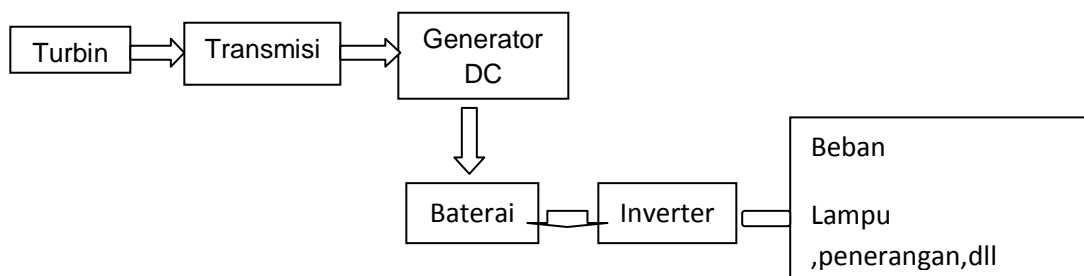 Turbin
Transmisi
Generator
DC
Baterai
Inverter
Beban
Lampu
,penerangan,dll